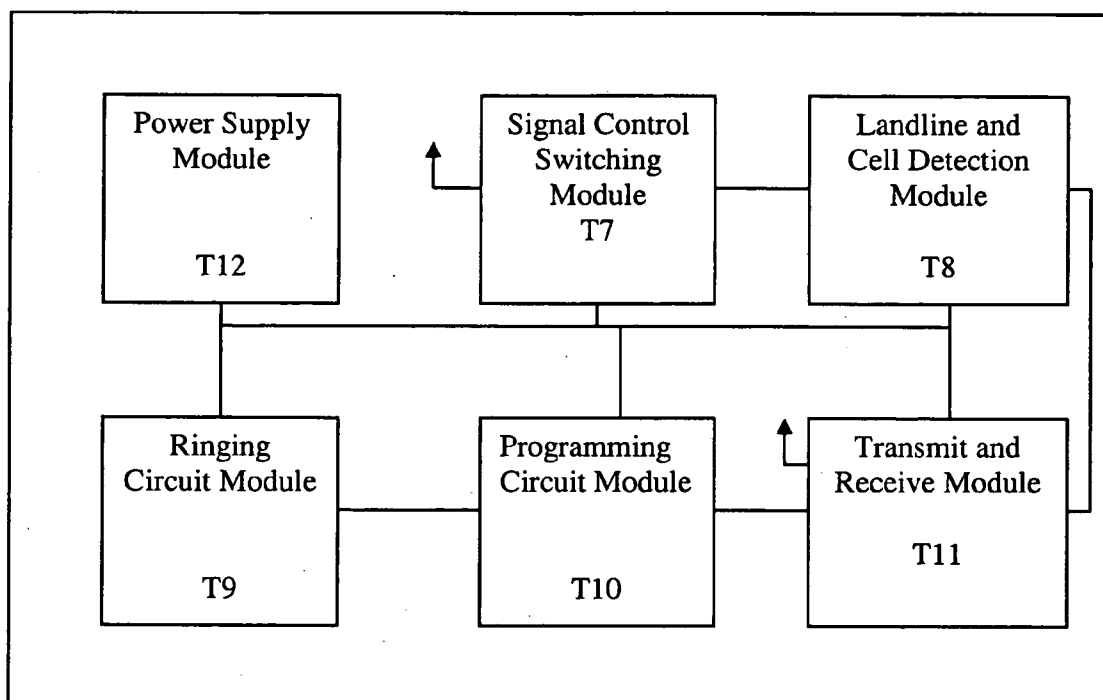 Power Supply
Module
T12
Signal Control
Switching
Module
T7
Landline and
Cell Detection
Module
T8
Ringing
Circuit Module
T9
Programming
Circuit Module
T10
Transmit and
Receive Module
T11